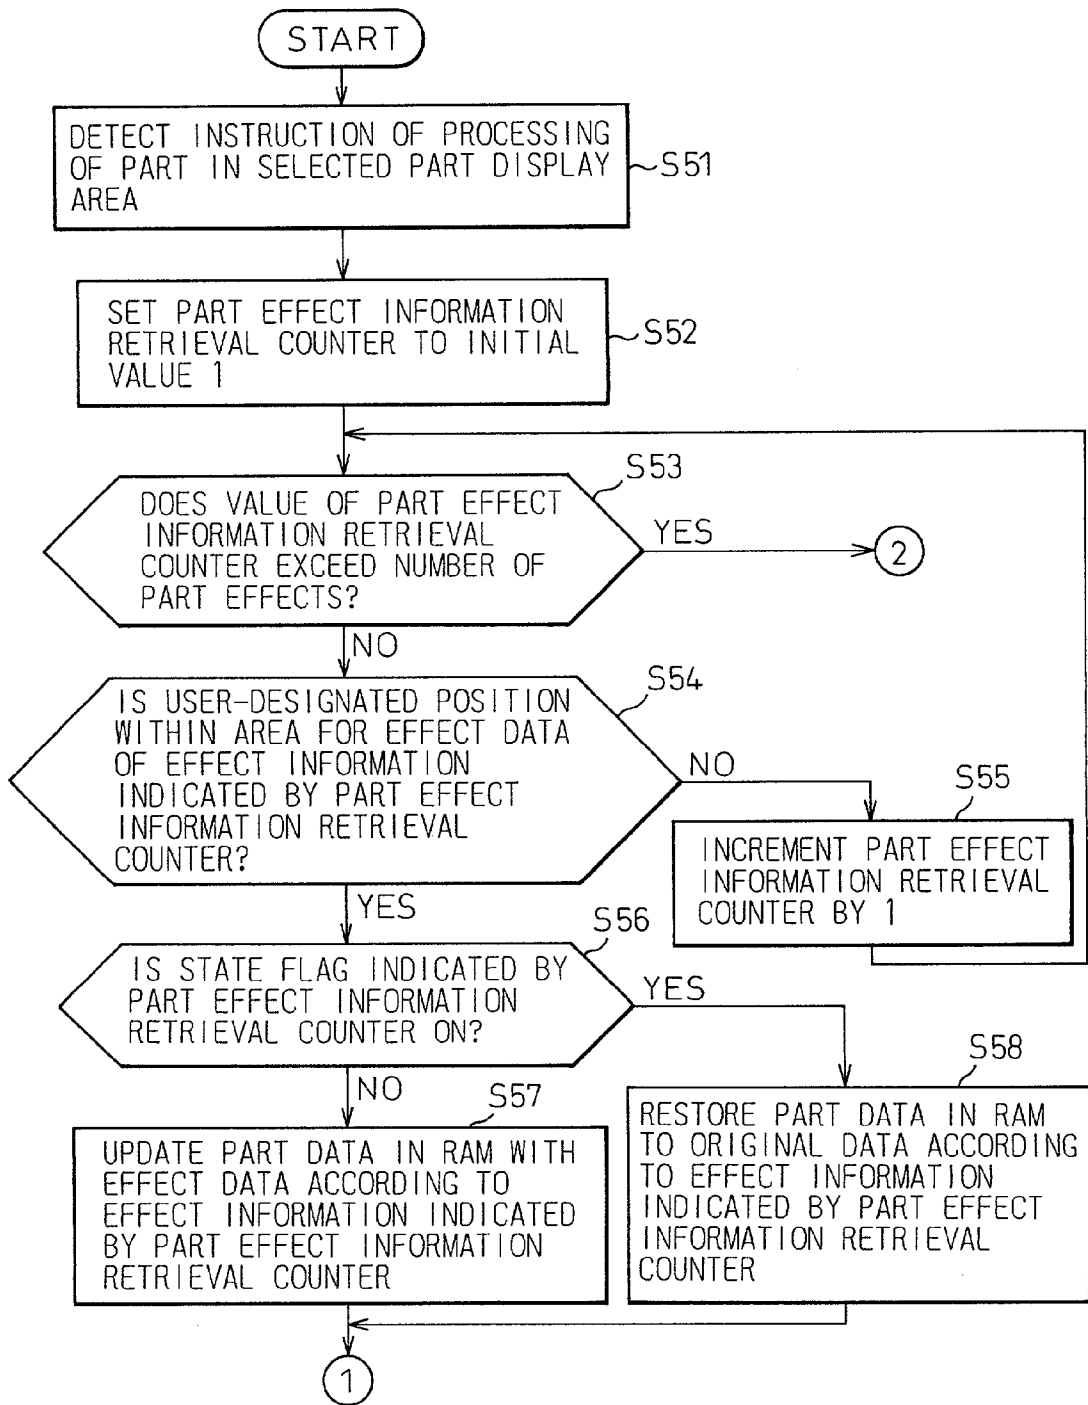 START
DETECT INSTRUCTION OF PROCESSING
OF PART IN SELECTED PART DISPLAY
AREA
S51
SET PART EFFECT INFORMATION
RETRIEVAL COUNTER TO INITIAL
VALUE 1
S52
S53
DOES VALUE OF PART EFFECT
INFORMATION RETRIEVAL
COUNTER EXCEED NUMBER OF
PART EFFECTS?
YES
2
NO
S54
IS USER-DESIGNATED POSITION
WITHIN AREA FOR EFFECT DATA
OF EFFECT INFORMATION
INDICATED BY PART EFFECT
INFORMATION RETRIEVAL
COUNTER?
NO
S55
INCREMENT PART EFFECT
INFORMATION RETRIEVAL
COUNTER BY 1
YES
S56
IS STATE FLAG INDICATED BY
PART EFFECT INFORMATION
RETRIEVAL COUNTER ON?
YES
NO
S57
UPDATE PART DATA IN RAM WITH
EFFECT DATA ACCORDING TO
EFFECT INFORMATION INDICATED
BY PART EFFECT INFORMATION
RETRIEVAL COUNTER
S58
RESTORE PART DATA IN RAM
TO ORIGINAL DATA ACCORDING
TO EFFECT INFORMATION
INDICATED BY PART EFFECT
INFORMATION RETRIEVAL
COUNTER
1